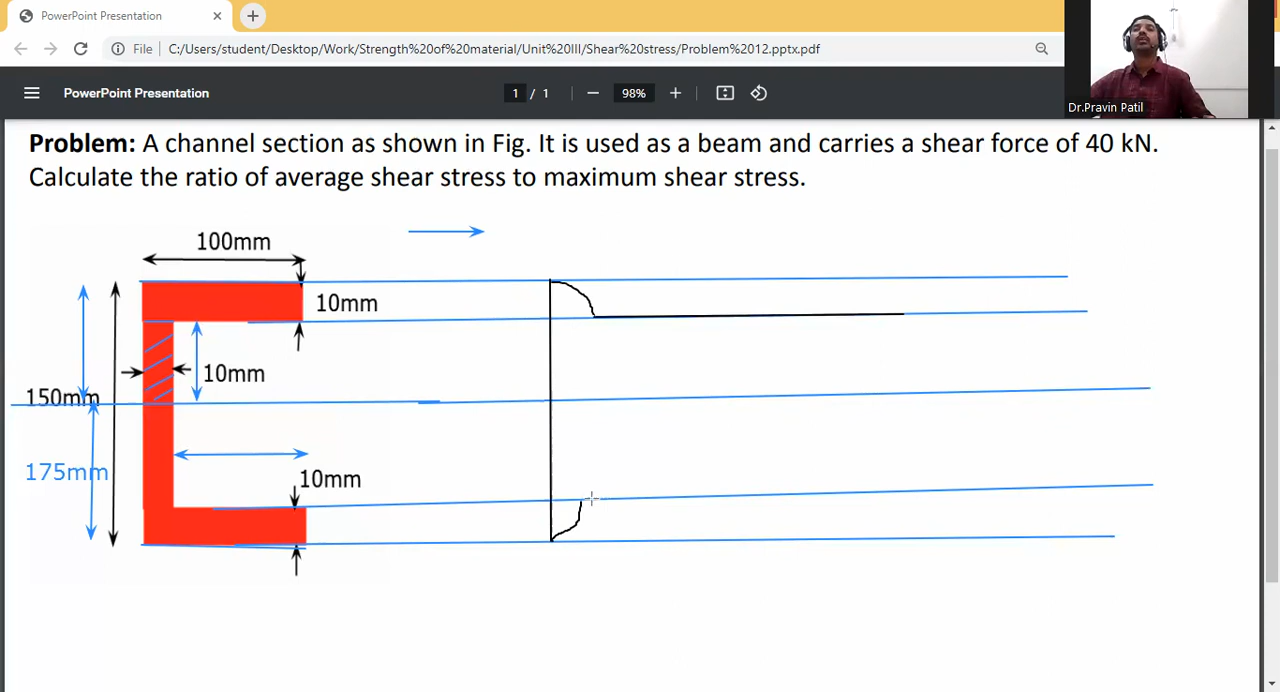 PowerPoint Presentation
File
C:/Users/student/Desktop/Work/Strength%20of%20material/Unit%20III/Shear%20stress/Problem%2012.pptx.pdf
PowerPoint Presentation
1 / 1
98%
Dr.Pravin Patil
Problem: A channel section as shown in Fig. It is used as a beam and carries a shear force of 40 kN.
Calculate the ratio of average shear stress to maximum shear stress.
100mm
10mm
10mm
150mm
175mm
10mm